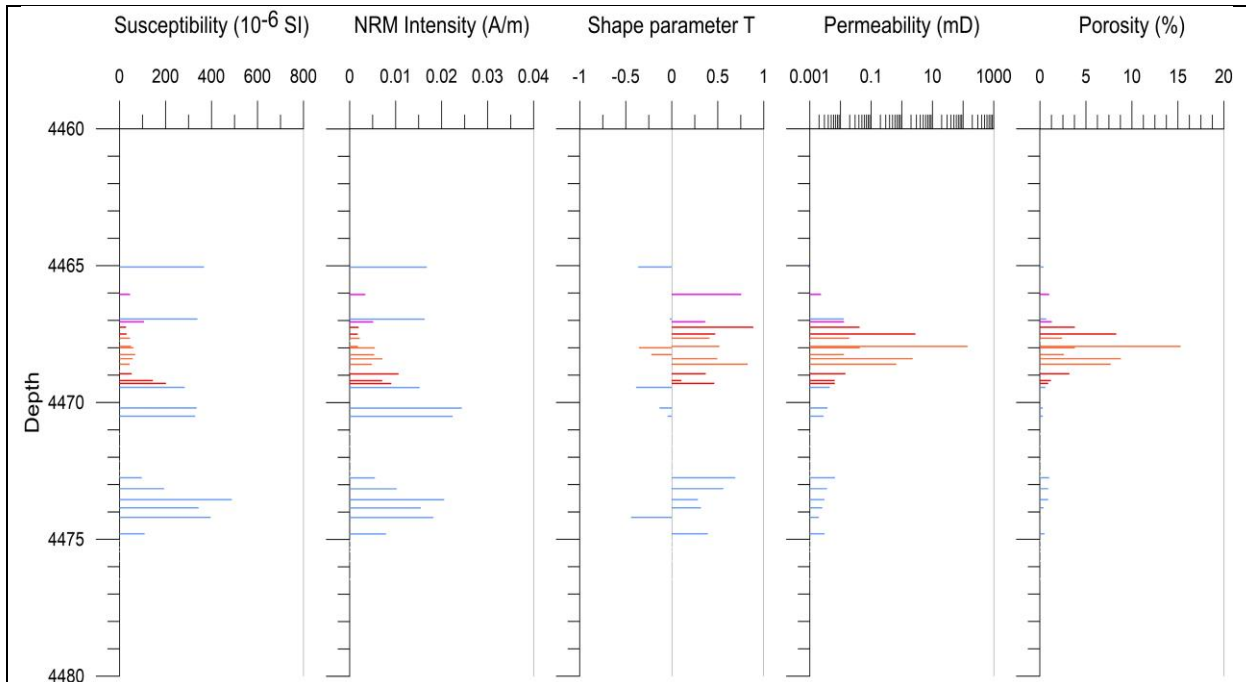 Susceptibility (10-6 SI) NRM Intensity (A/m) Shape parameter T Permeability (mD) Porosity (%)
0 200 400 600 800 0 0.01 0.02 0.03 0.04 -1 -0.5 0 0.5 1 0.001 0.1 10 1000 0 5 10 15 20
4460
4465
4470
Depth
4475
4480